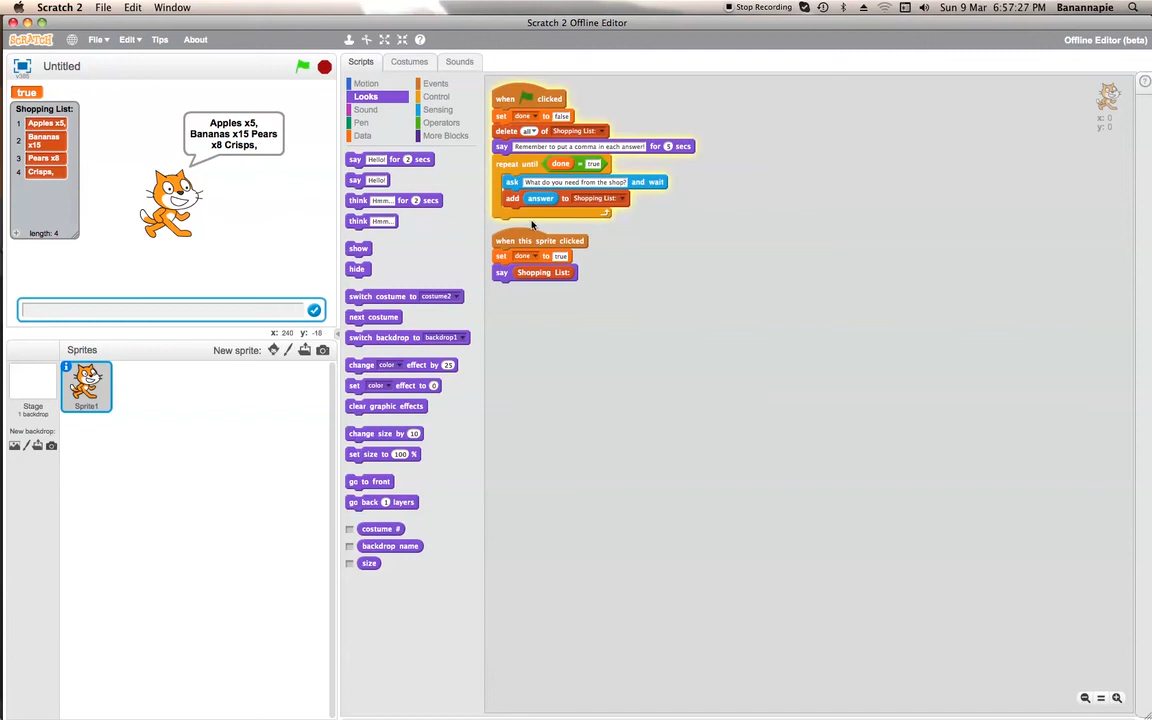 Scratch 2 File Edit Window
Stop Recording Sun 9 Mar 6:57:27 PM Banannapie
Scratch 2 Offline Editor
SCRATCH File Edit Tips About
Offline Editor (beta)
Untitled
v385
true
Shopping List:
1 Apples x5,
2 Bananas x15
3 Pears x8
4 Crisps,
length: 4
Apples x5,
Bananas x15 Pears
x8 Crisps,
x: 240 y: -18
Sprites New sprite:
Sprite1
Stage
1 backdrop
New backdrop:
Scripts Costumes Sounds
Motion Events
Looks Control
Sound Sensing
Pen Operators
Data More Blocks
say Hello! for 2 secs
say Hello!
think Hmm... for 2 secs
think Hmm...
show
hide
switch costume to costume2
next costume
switch backdrop to backdrop1
change color effect by 25
set color effect to 0
clear graphic effects
change size by 10
set size to 100 %
go to front
go back 1 layers
costume #
backdrop name
size
when clicked
set done to false
delete all of Shopping List:
say Remember to put a comma in each answer! for 5 secs
repeat until done = true
ask What do you need from the shop? and wait
add answer to Shopping List:
when this sprite clicked
set done to true
say Shopping List:
x: 0
y: 0